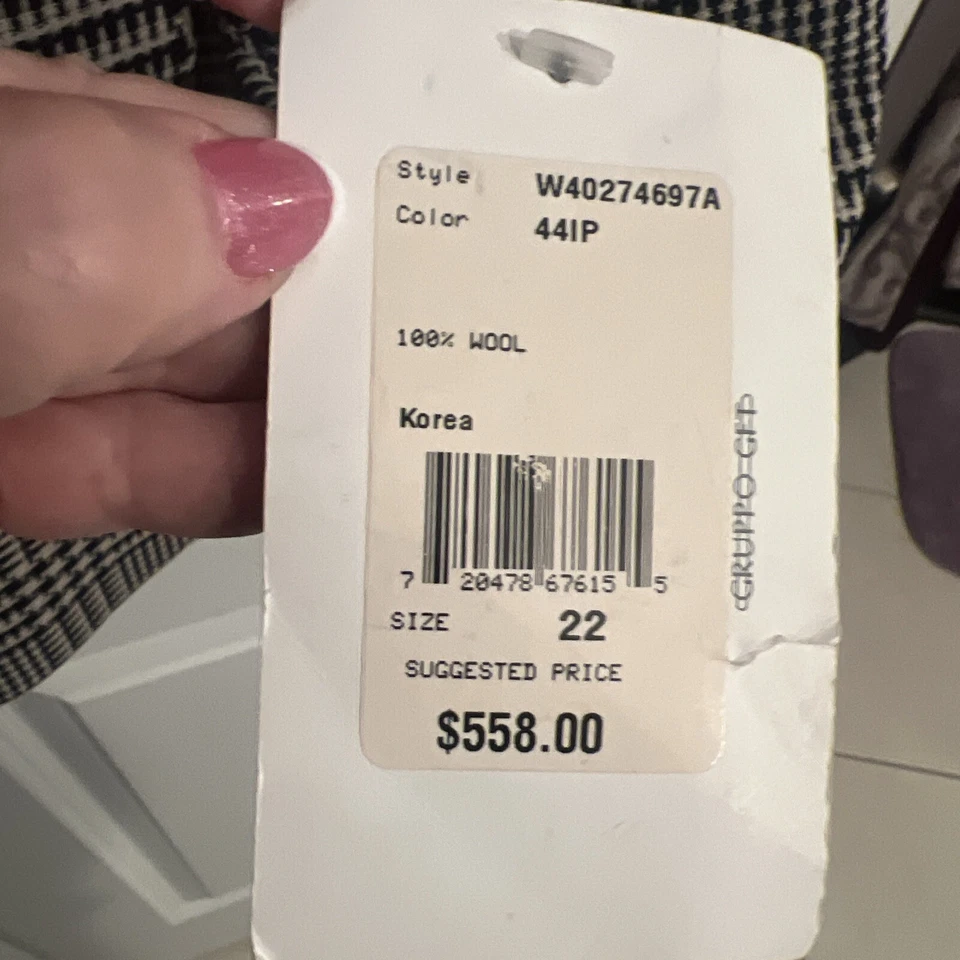 Style W40274697A
Color 44IP
100% WOOL
Korea
7 20478 67615 5
SIZE 22
SUGGESTED PRICE
$558.00
GRUPPO GFT